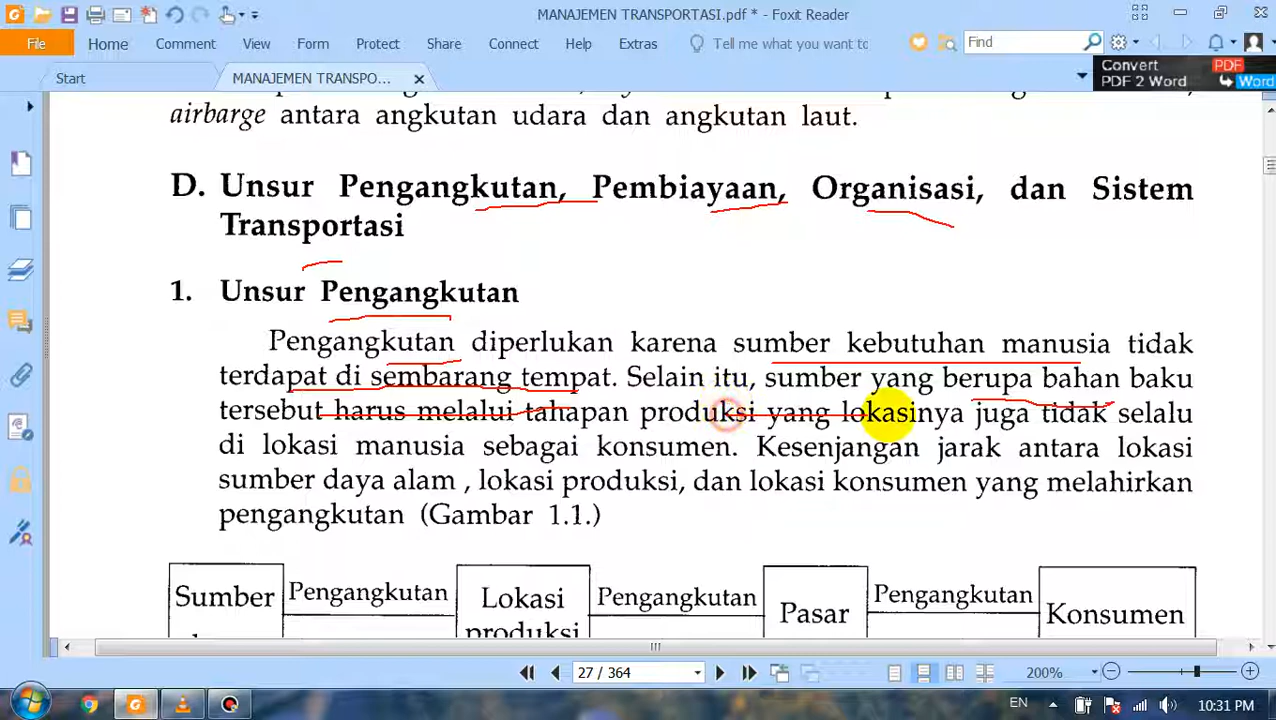 MANAJEMEN TRANSPORTASI.pdf * - Foxit Reader
File Home Comment View Form Protect Share Connect Help Extras Tell me what you want to Find
Start MANAJEMEN TRANSPO... Convert PDF
PDF 2 Word Word
airbarge antara angkutan udara dan angkutan laut.
D. Unsur Pengangkutan, Pembiayaan, Organisasi, dan Sistem
Transportasi
1. Unsur Pengangkutan
Pengangkutan diperlukan karena sumber kebutuhan manusia tidak
terdapat di sembarang tempat. Selain itu, sumber yang berupa bahan baku
tersebut harus melalui tahapan produksi yang lokasinya juga tidak selalu
di lokasi manusia sebagai konsumen. Kesenjangan jarak antara lokasi
sumber daya alam , lokasi produksi, dan lokasi konsumen yang melahirkan
pengangkutan (Gambar 1.1.)
Sumber Pengangkutan Lokasi Pengangkutan Pasar Pengangkutan Konsumen
produksi
27 / 364 200%
EN 10:31 PM